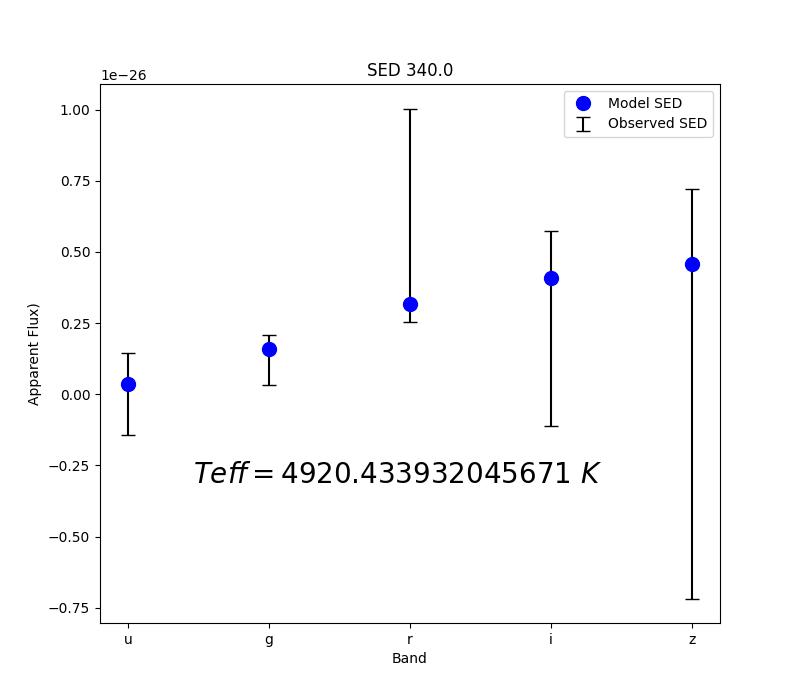 SED 340.0
1e−26
Model SED
Observed SED
1.00
0.75
0.50
0.25
0.00
−0.25
−0.50
−0.75
Apparent Flux)
Teff = 4920.433932045671 K
u g r i z
Band